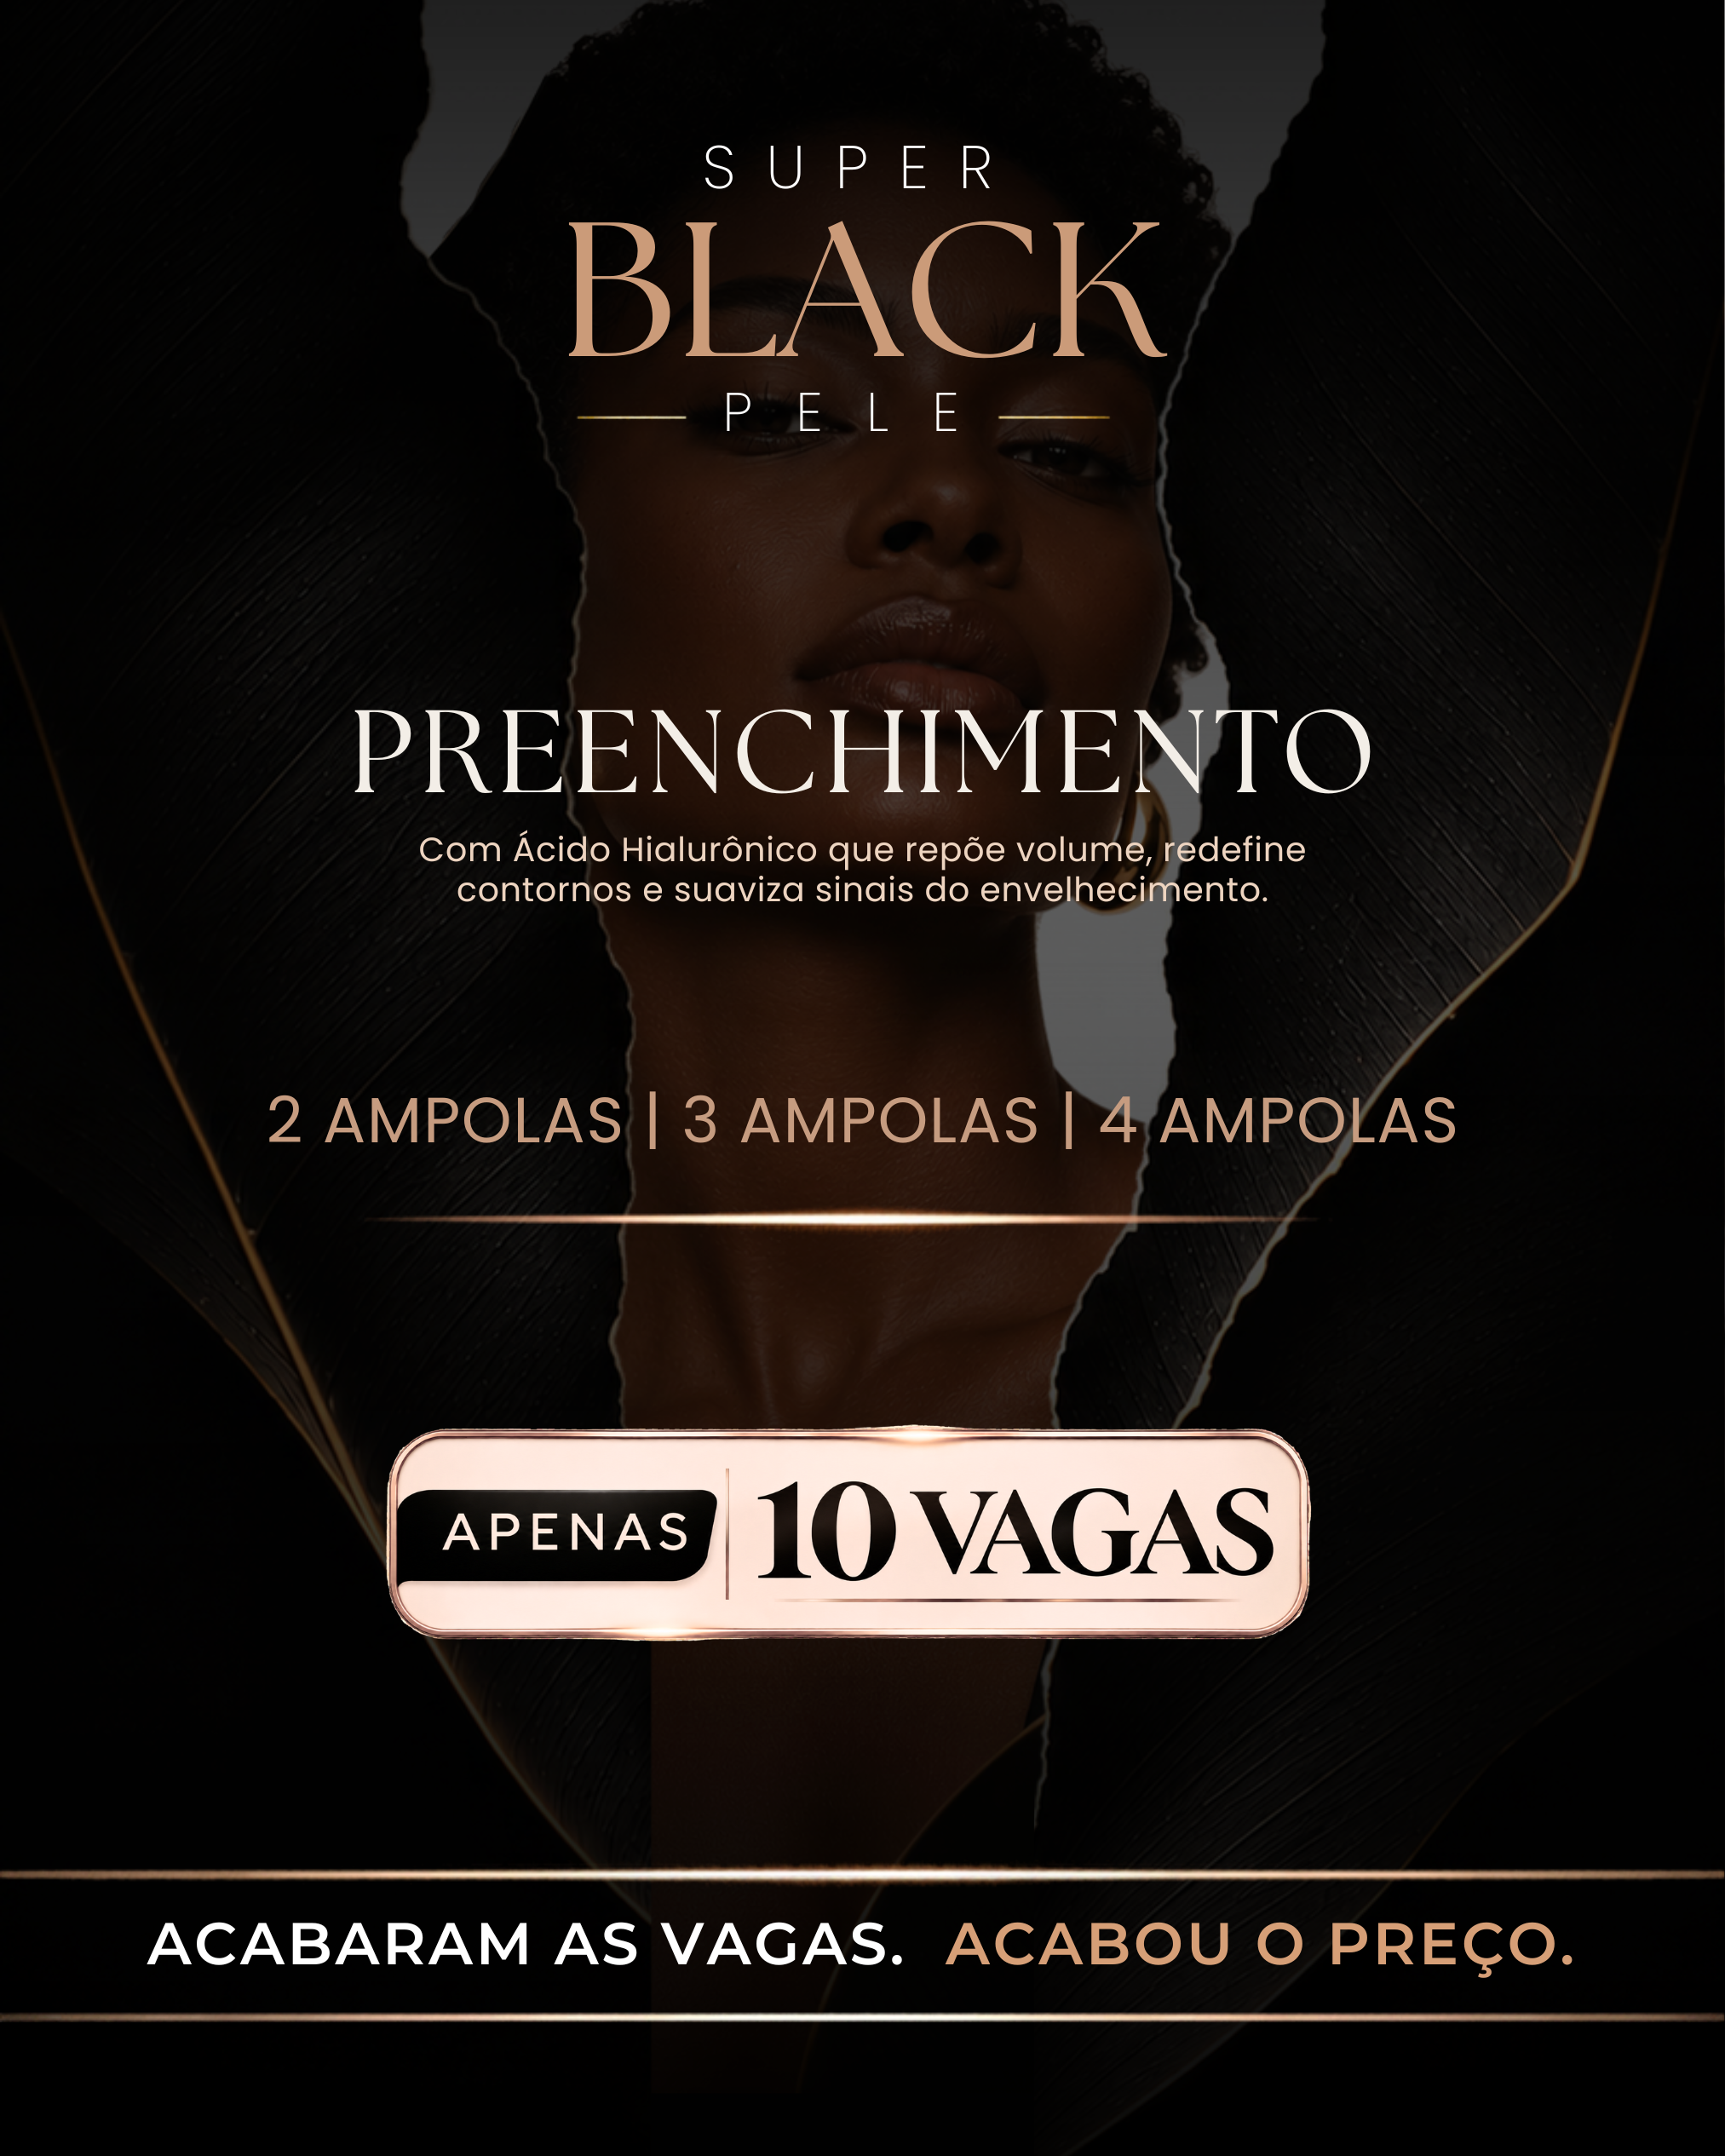 SUPER
BLACK
PELE
PREENCHIMENTO
Com Ácido Hialurônico que repõe volume, redefine
contornos e suaviza sinais do envelhecimento.
2 AMPOLAS | 3 AMPOLAS | 4 AMPOLAS
APENAS 10 VAGAS
ACABARAM AS VAGAS. ACABOU O PREÇO.